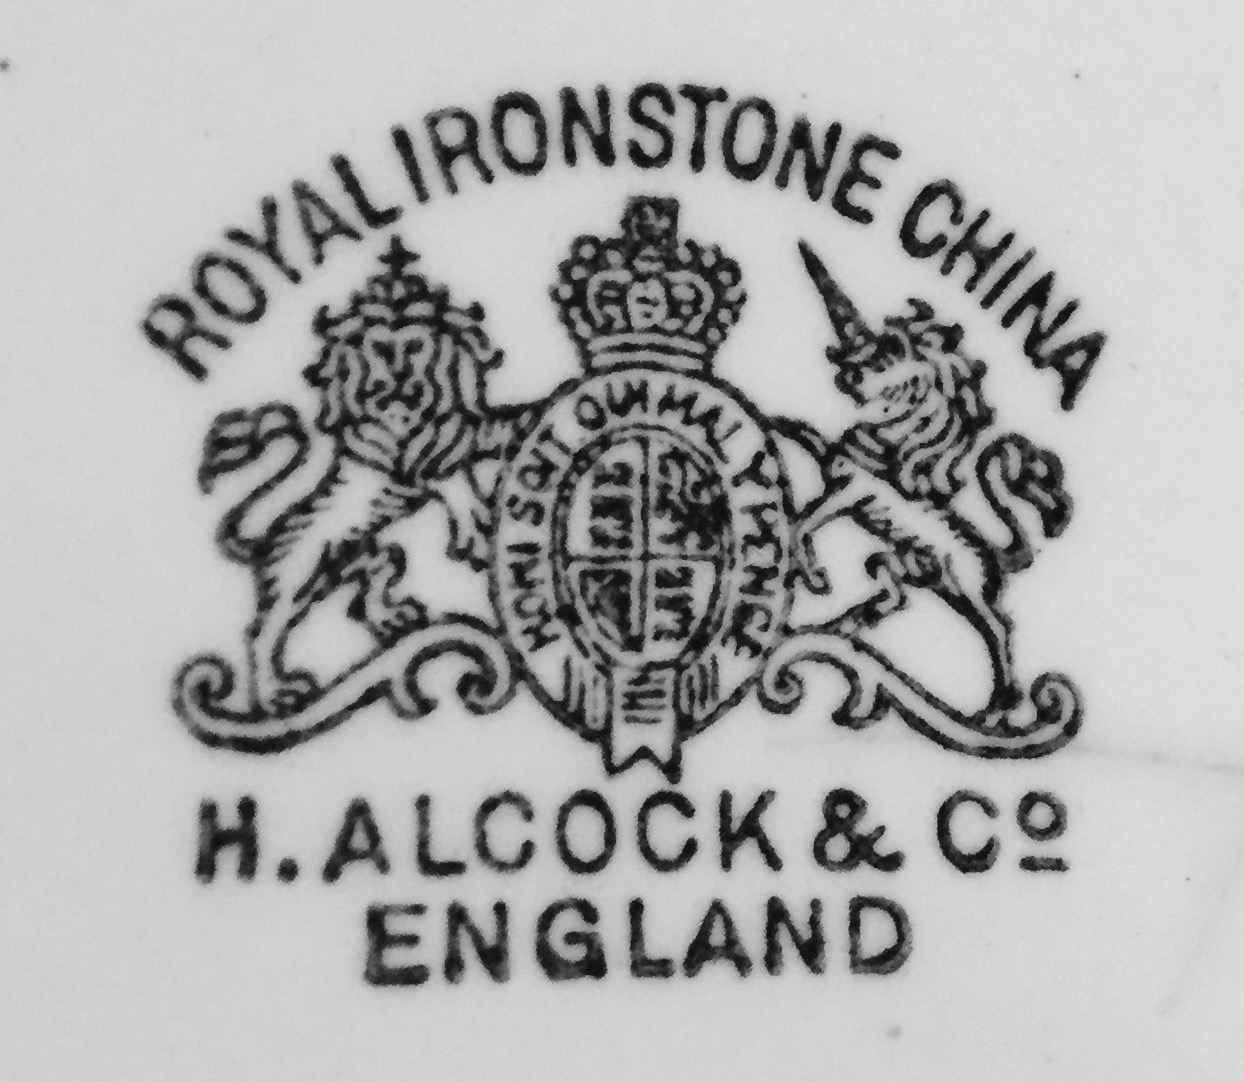 ROYAL IRONSTONE CHINA
HONI SOIT QUI MAL Y PENSE
H. ALCOCK & Cº
ENGLAND